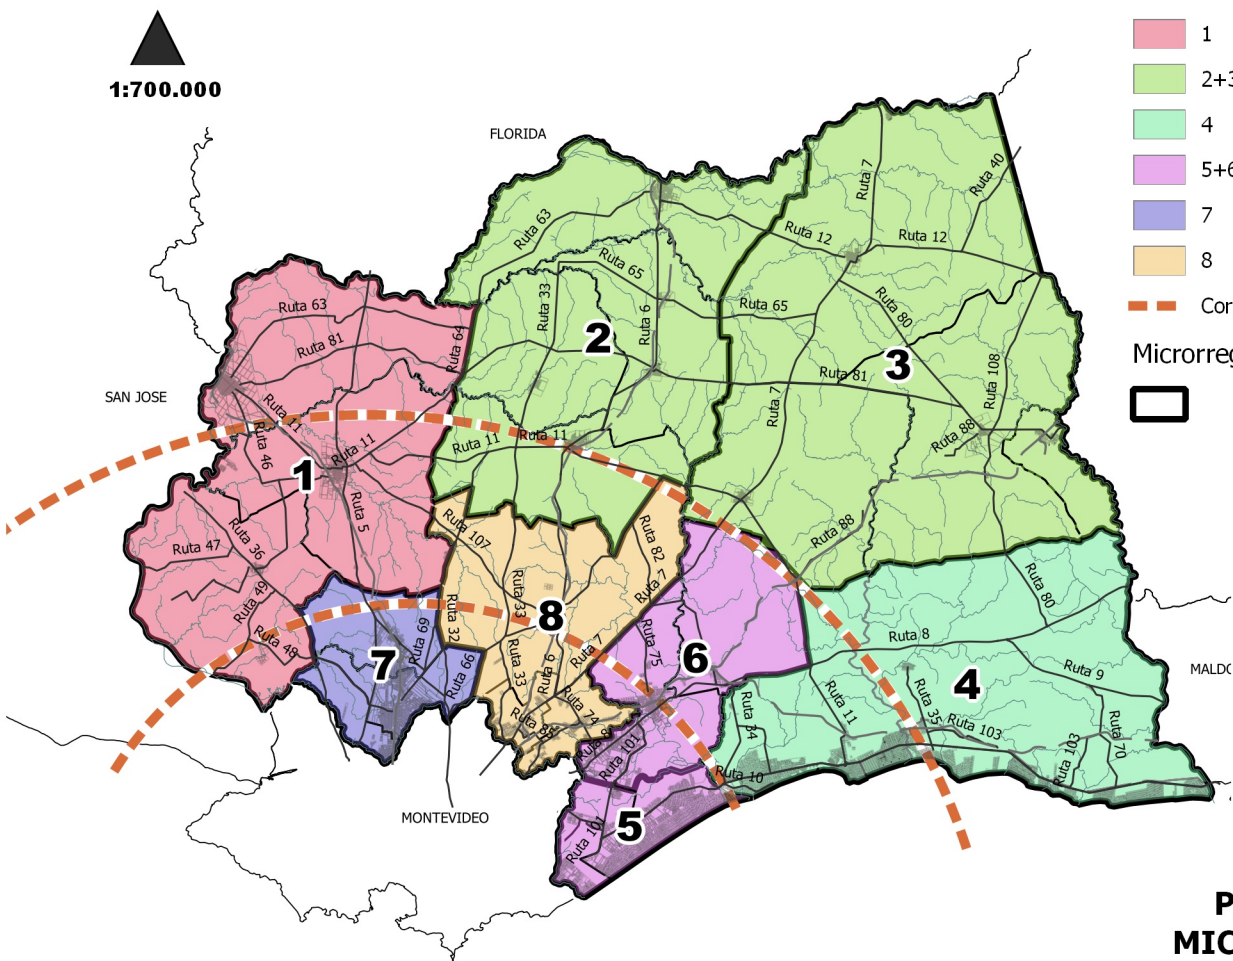 1:700.000
1
2+3
4
5+6
7
8
Cor
Microrreg
FLORIDA
SAN JOSE
MONTEVIDEO
MALDO
Ruta 7
Ruta 40
Ruta 63
Ruta 12
Ruta 12
Ruta 65
Ruta 33
Ruta 6
Ruta 65
Ruta 80
Ruta 63
Ruta 81
Ruta 64
2
3
Ruta 81
Ruta 108
Ruta 7
Ruta 11
Ruta 46
Ruta 11
Ruta 11
Ruta 11
Ruta 88
1
Ruta 5
Ruta 107
Ruta 82
Ruta 88
Ruta 47
Ruta 36
Ruta 49
Ruta 48
Ruta 69
Ruta 32
Ruta 33
8
Ruta 7
Ruta 75
Ruta 80
Ruta 8
7
Ruta 66
Ruta 33
Ruta 6
Ruta 7
6
4
Ruta 9
Ruta 74
Ruta 34
Ruta 11
Ruta 35
Ruta 103
Ruta 70
Ruta 101
Ruta 10
Ruta 103
5
Ruta 101
P
MIC